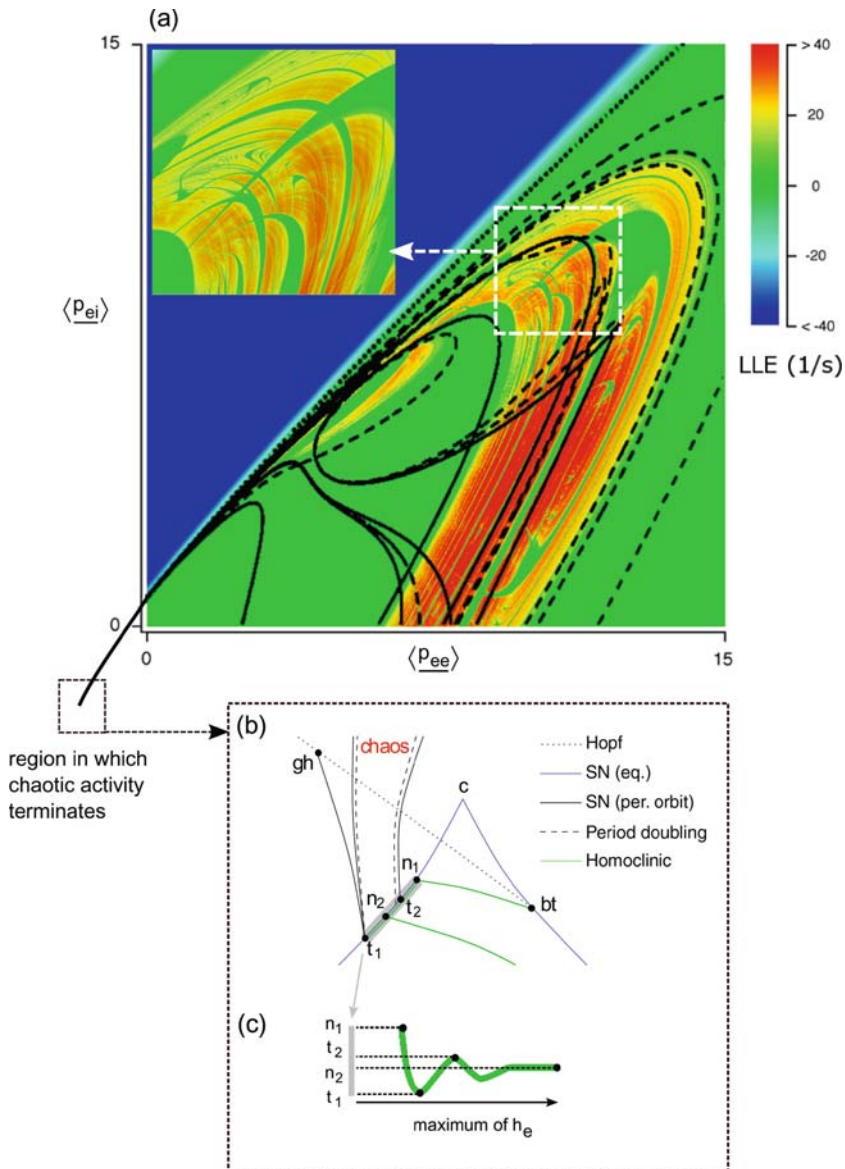 (a)
15
⟨p_ei⟩
0
0
⟨p_ee⟩
15
> 40
20
0
-20
< -40
LLE (1/s)
region in which
chaotic activity
terminates
(b)
chaos
gh
c
n1
n2
t2
t1
bt
Hopf
SN (eq.)
SN (per. orbit)
Period doubling
Homoclinic
(c)
n1
t2
n2
t1
maximum of h_e